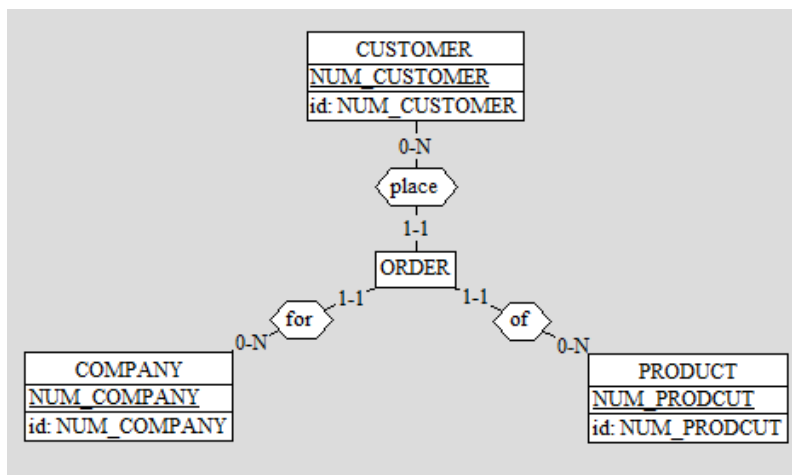 CUSTOMER
NUM_CUSTOMER
id: NUM_CUSTOMER
0-N
place
1-1
ORDER
1-1
1-1
for
of
0-N
0-N
COMPANY
NUM_COMPANY
id: NUM_COMPANY
PRODUCT
NUM_PRODCUT
id: NUM_PRODCUT